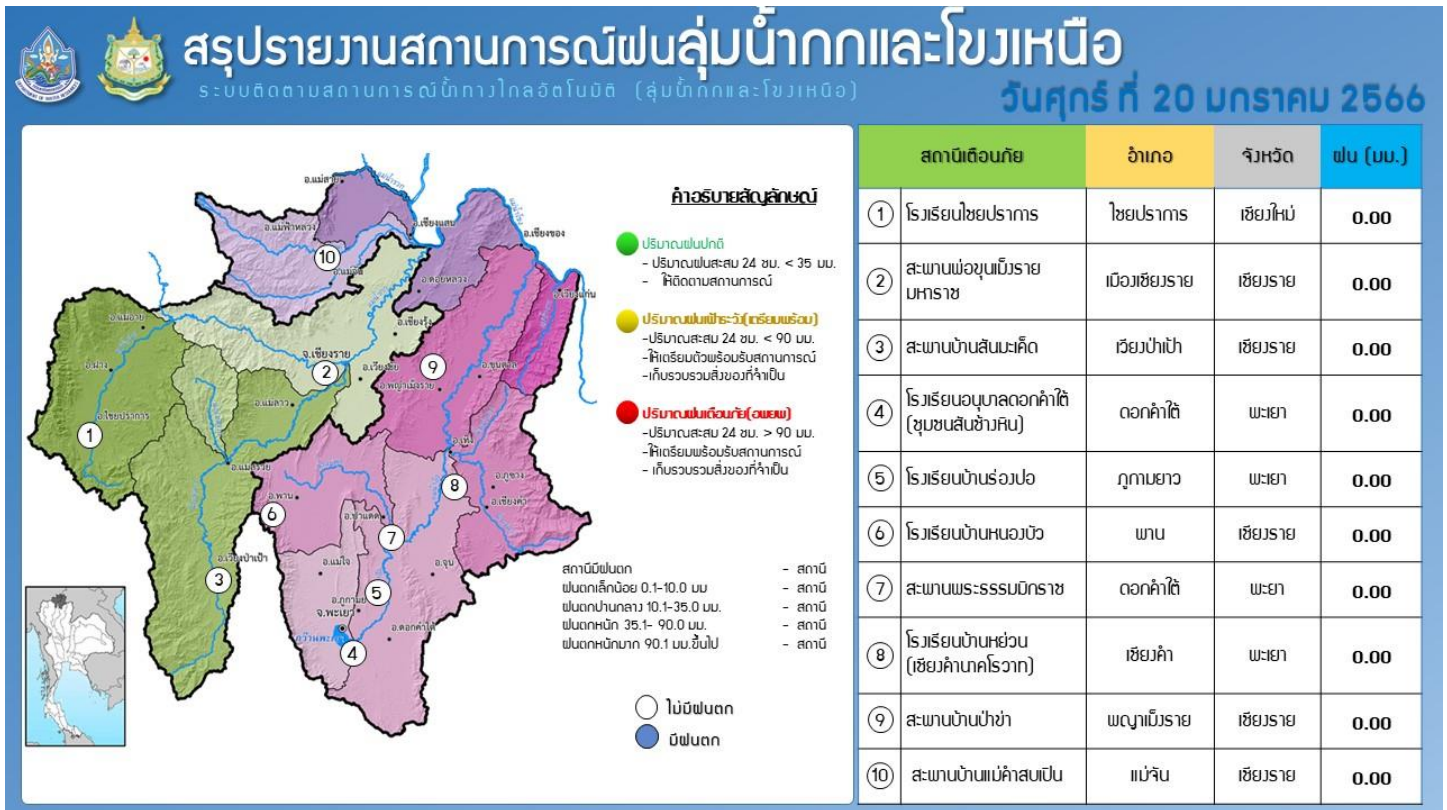 สรุปรายงานสถานการณ์ฝนลุ่มน้ำกกและโขงเหนือ
ระบบติดตามสถานการณ์น้ำทางไกลอัตโนมัติ (ลุ่มน้ำกกและโขงเหนือ)
วันศุกร์ ที่ 20 มกราคม 2566
สถานีเตือนภัย อำเภอ จังหวัด ฝน (มม.)
1 โรงเรียนไชยปราการ ไชยปราการ เชียงใหม่ 0.00
2 สะพานพ่อขุนเม็งราย เมืองเชียงราย เชียงราย 0.00
มหาราช
3 สะพานบ้านสันมะเค็ด เวียงป่าเป้า เชียงราย 0.00
4 โรงเรียนอนุบาลดอกคำใต้ ดอกคำใต้ พะเยา 0.00
(ชุมชนสันช้างหิน)
5 โรงเรียนบ้านร่องปอ ภูกามยาว พะเยา 0.00
6 โรงเรียนบ้านหนองบัว พาน เชียงราย 0.00
7 สะพานพระธรรมมิกราช ดอกคำใต้ พะเยา 0.00
8 โรงเรียนบ้านหย่วน เชียงคำ พะเยา 0.00
(เชียงคำนาคโรวาท)
9 สะพานบ้านป่าข่า พญาเม็งราย เชียงราย 0.00
10 สะพานบ้านแม่คำสบเปิน แม่จัน เชียงราย 0.00
คำอธิบายสัญลักษณ์
ปริมาณฝนปกติ
- ปริมาณฝนสะสม 24 ชม. < 35 มม.
- ให้ติดตามสถานการณ์
ปริมาณฝนเฝ้าระวัง(เตรียมพร้อม)
-ปริมาณสะสม 24 ชม. < 90 มม.
-ให้เตรียมตัวพร้อมรับสถานการณ์
-เก็บรวบรวมสิ่งของที่จำเป็น
ปริมาณฝนเตือนภัย(อพยพ)
-ปริมาณสะสม 24 ชม. > 90 มม.
-ให้เตรียมพร้อมรับสถานการณ์
- เก็บรวบรวมสิ่งของที่จำเป็น
สถานีมีฝนตก - สถานี
ฝนตกเล็กน้อย 0.1-10.0 มม - สถานี
ฝนตกปานกลาง 10.1-35.0 มม. - สถานี
ฝนตกหนัก 35.1- 90.0 มม. - สถานี
ฝนตกหนักมาก 90.1 มม.ขึ้นไป - สถานี
ไม่มีฝนตก
มีฝนตก
อ.แม่สาย
อ.แม่ฟ้าหลวง
อ.เชียงแสน
อ.เชียงของ
10
อ.แม่จัน
อ.ดอยหลวง
อ.เวียงแก่น
อ.แม่อาย
อ.เชียงรุ้ง
จ.เชียงราย
2
อ.เวียงชัย
9
อ.ขุนตาล
อ.ฝาง
อ.พญาเม็งราย
อ.ไชยปราการ
อ.แม่ลาว
1
อ.เทิง
อ.แม่สรวย
8
อ.ภูซาง
อ.เชียงคำ
อ.พาน
6
อ.ป่าแดด
7
อ.เวียงป่าเป้า
3
อ.แม่ใจ
อ.จุน
5
จ.พะเยา
อ.ดอกคำใต้
4